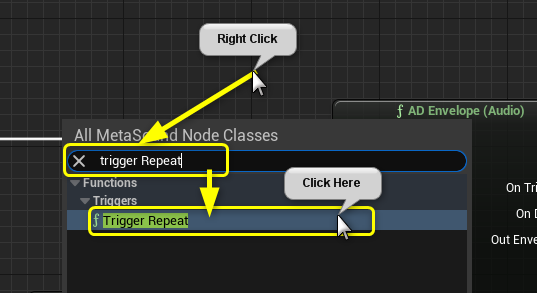 Right Click
ƒ AD Envelope (Audio)
All MetaSound Node Classes
trigger Repeat
Click Here
Functions
Triggers
On Tri
ƒ Trigger Repeat
On D
Out Enve